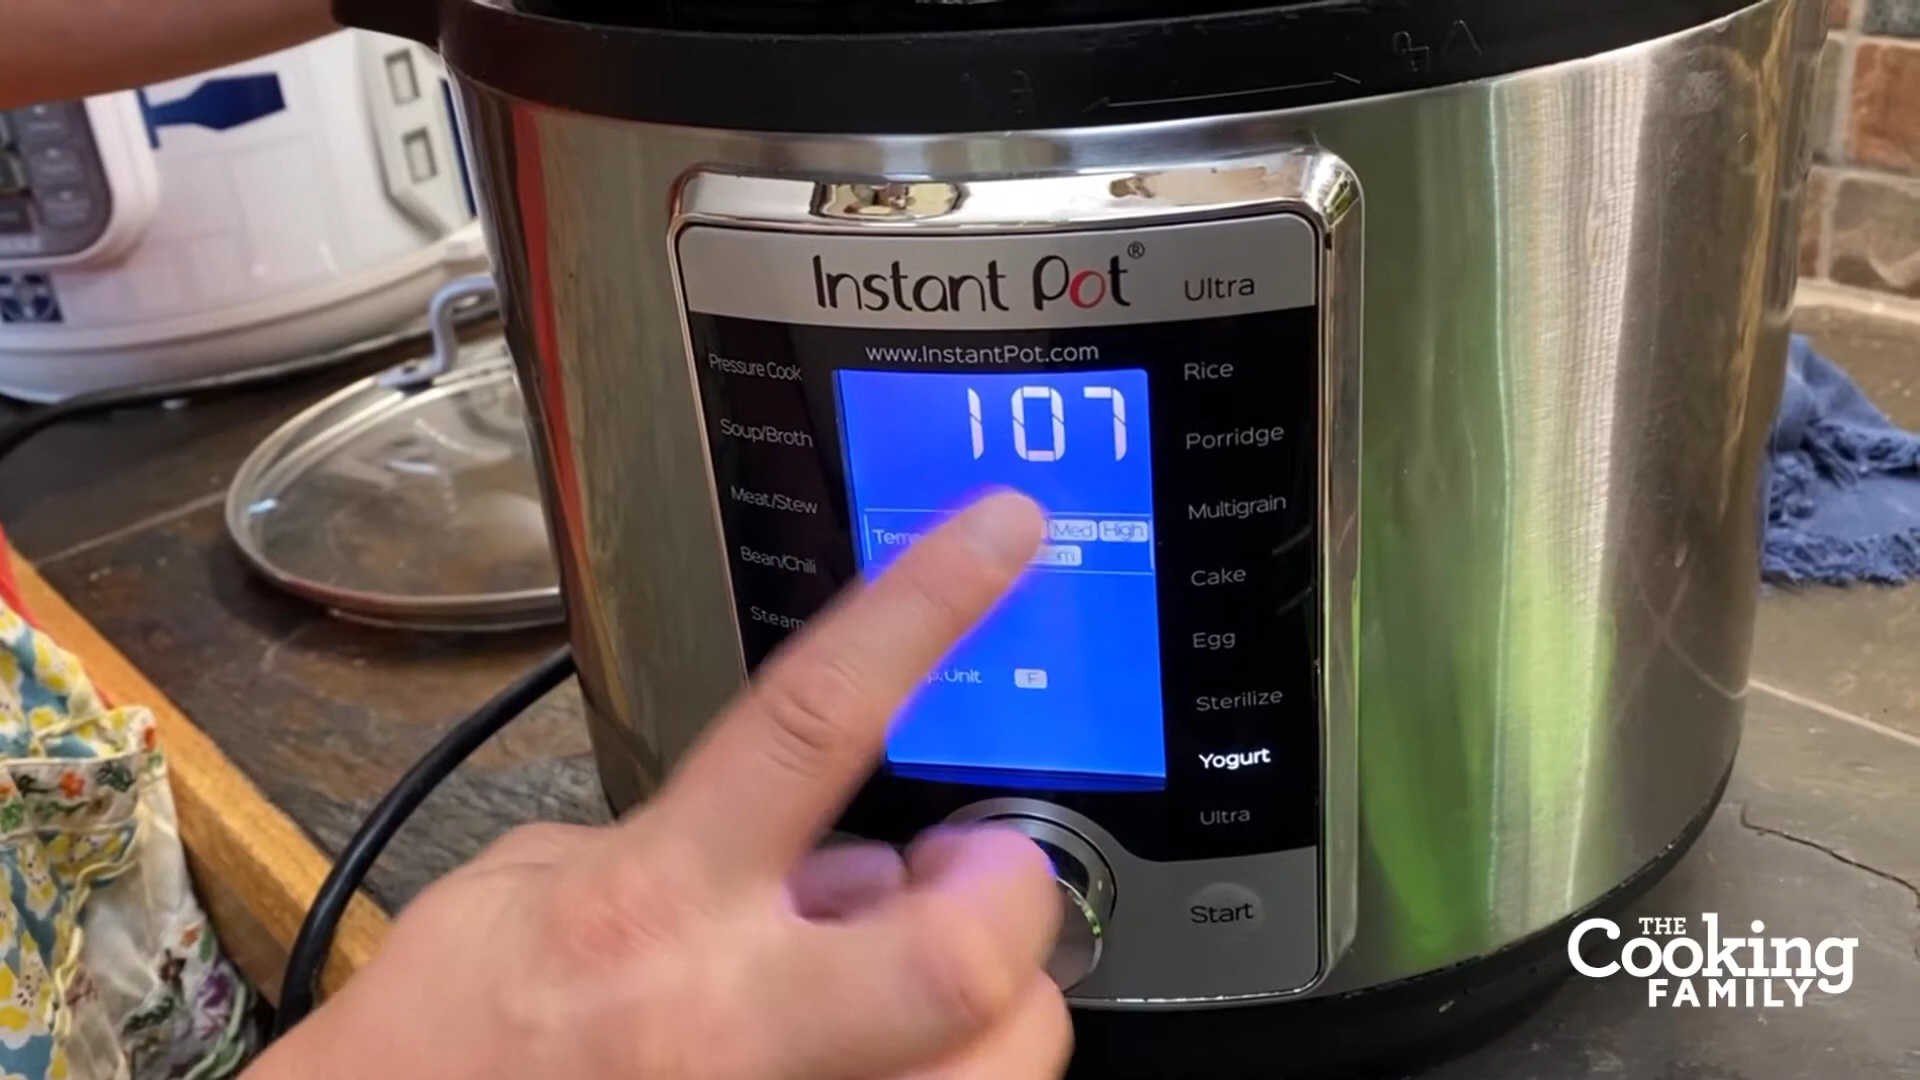 Instant Pot® Ultra
www.InstantPot.com
Pressure Cook
Soup/Broth
Meat/Stew
Bean/Chili
Steam
107
Med High
F
Rice
Porridge
Multigrain
Cake
Egg
Sterilize
Yogurt
Ultra
Start
THE
Cooking
FAMILY